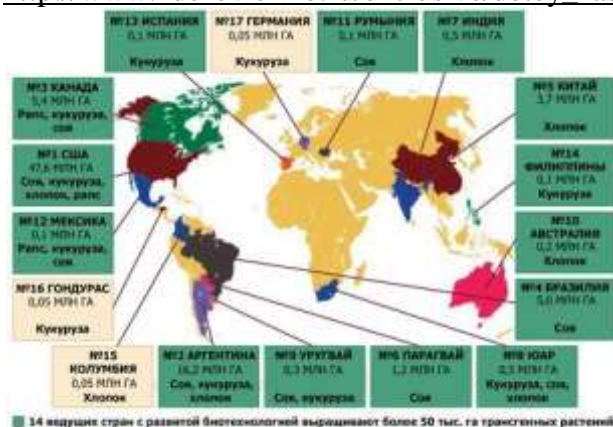 №13 ИСПАНИЯ
0,1 МЛН ГА
Кукуруза
№17 ГЕРМАНИЯ
0,05 МЛН ГА
Кукуруза
№11 РУМЫНИЯ
0,1 МЛН ГА
Соя
№7 ИНДИЯ
0,5 МЛН ГА
Хлопок
№3 КАНАДА
5,4 МЛН ГА
Рапс, кукуруза,
соя
№5 КИТАЙ
3,7 МЛН ГА
Хлопок
№1 США
47,6 МЛН ГА
Соя, кукуруза,
хлопок, рапс
№14
ФИЛИППИНЫ
0,1 МЛН ГА
Кукуруза
№12 МЕКСИКА
0,1 МЛН ГА
Рапс, кукуруза,
соя
№10
АВСТРАЛИЯ
0,2 МЛН ГА
Хлопок
№16 ГОНДУРАС
0,05 МЛН ГА
Кукуруза
№4 БРАЗИЛИЯ
5,0 МЛН ГА
Соя
№15
КОЛУМБИЯ
0,05 МЛН ГА
Хлопок
№2 АРГЕНТИНА
16,2 МЛН ГА
Соя, кукуруза,
хлопок
№9 УРУГВАЙ
0,3 МЛН ГА
Соя, кукуруза
№6 ПАРАГВАЙ
1,2 МЛН ГА
Соя
№8 ЮАР
0,5 МЛН ГА
Кукуруза, соя,
хлопок
14 ведущих стран с развитой биотехнологией выращивают более 50 тыс. га трансгенных растений